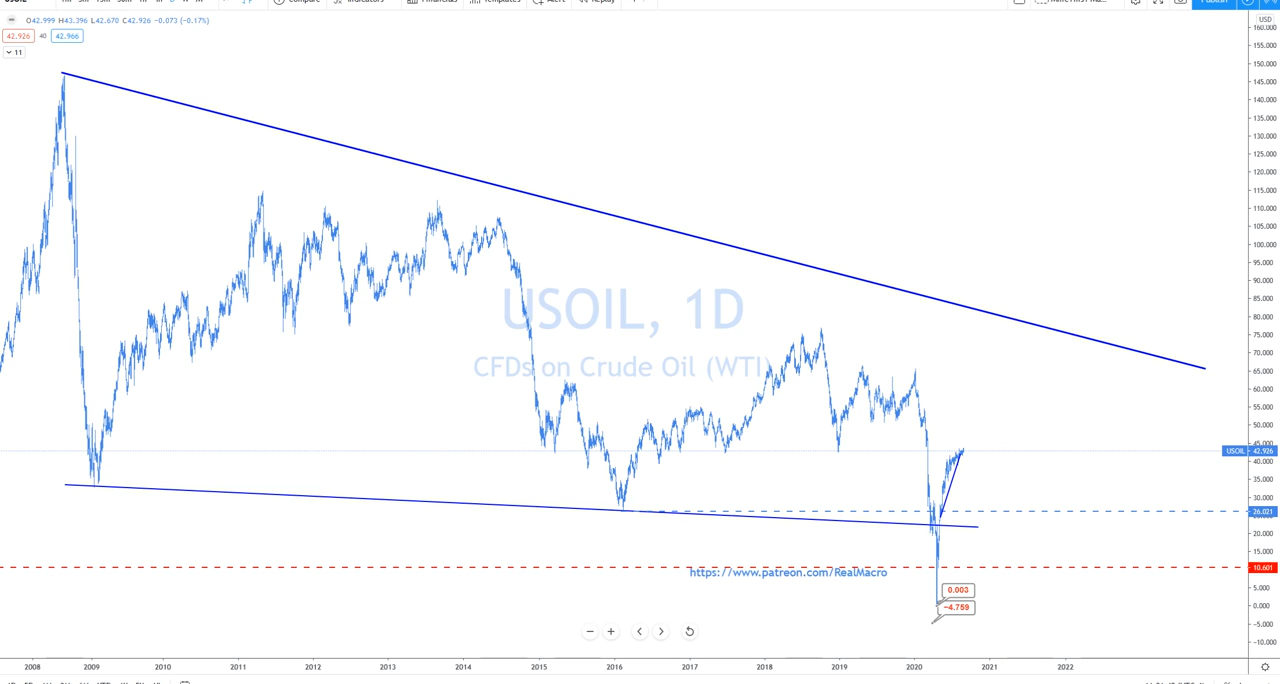 USOIL
Compare
Indicators
Financials
Templates
Alert
Replay
Publish
O42.999 H43.396 L42.670 C42.926 −0.073 (−0.17%)
42.926 40 42.966
11
USD
160.000
155.000
150.000
145.000
140.000
135.000
130.000
125.000
120.000
115.000
110.000
105.000
100.000
95.000
90.000
85.000
80.000
75.000
70.000
65.000
60.000
55.000
50.000
45.000
USOIL 42.926
40.000
35.000
30.000
26.021
20.000
15.000
10.601
5.000
0.000
−5.000
−10.000
USOIL, 1D
CFDs on Crude Oil (WTI)
https://www.patreon.com/RealMacro
0.003
−4.759
2008 2009 2010 2011 2012 2013 2014 2015 2016 2017 2018 2019 2020 2021 2022